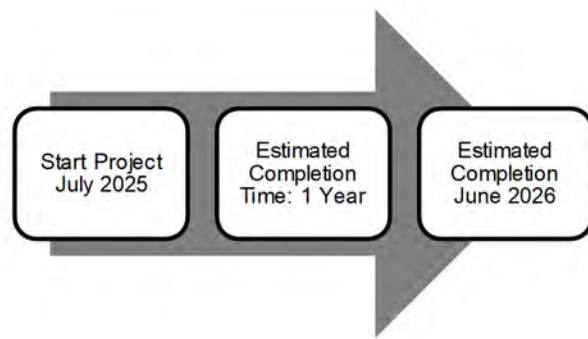 Start Project
July 2025
Estimated
Completion
Time: 1 Year
Estimated
Completion
June 2026